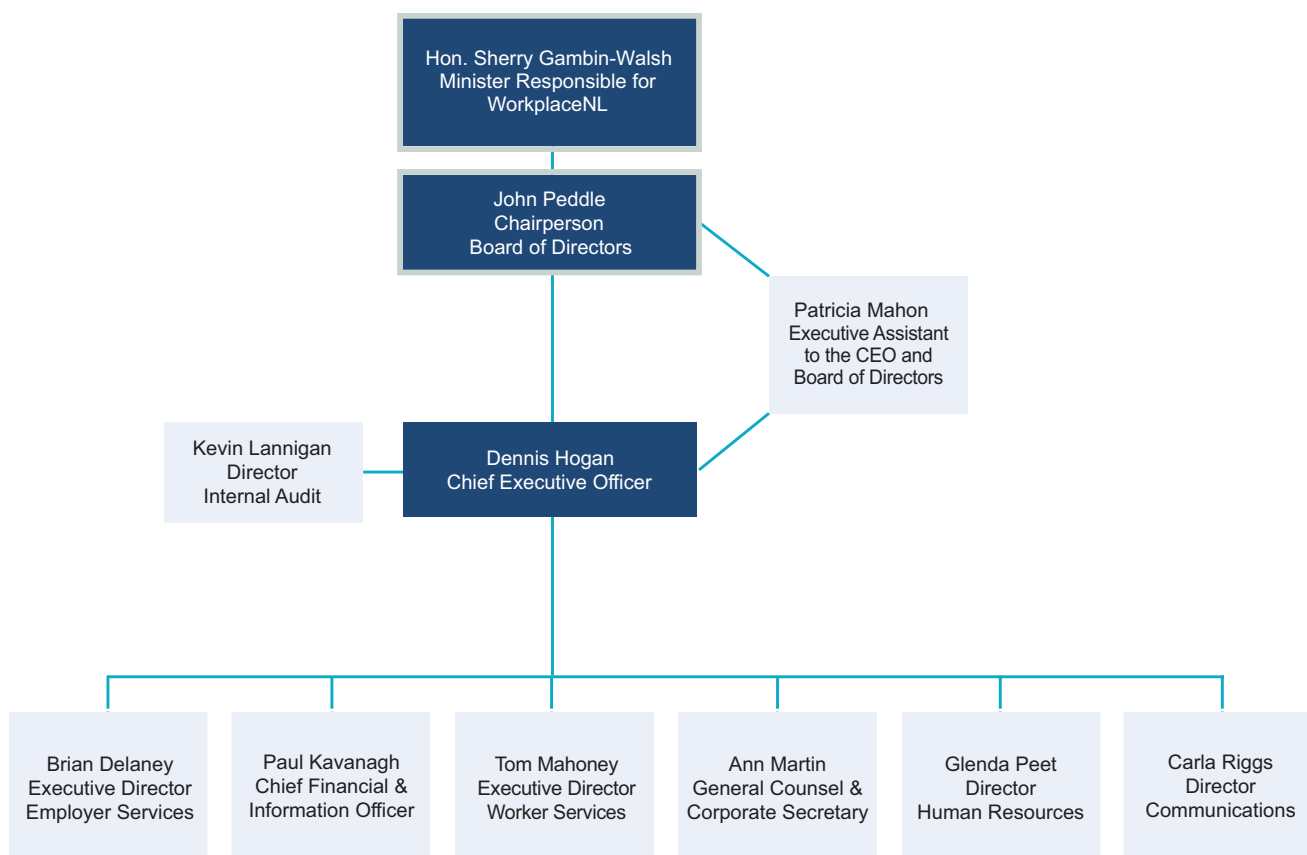 Hon. Sherry Gambin-Walsh
Minister Responsible for
WorkplaceNL
John Peddle
Chairperson
Board of Directors
Patricia Mahon
Executive Assistant
to the CEO and
Board of Directors
Kevin Lannigan
Director
Internal Audit
Dennis Hogan
Chief Executive Officer
Brian Delaney
Executive Director
Employer Services
Paul Kavanagh
Chief Financial &
Information Officer
Tom Mahoney
Executive Director
Worker Services
Ann Martin
General Counsel &
Corporate Secretary
Glenda Peet
Director
Human Resources
Carla Riggs
Director
Communications